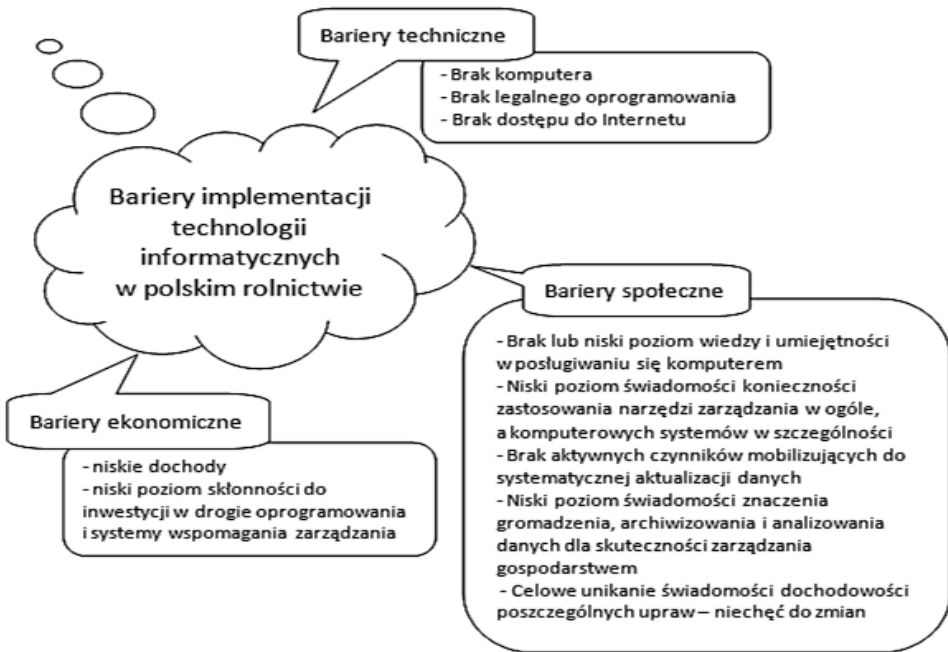 Bariery techniczne
- Brak komputera
- Brak legalnego oprogramowania
- Brak dostępu do Internetu
Bariery implementacji
technologii
informatycznych
w polskim rolnictwie
Bariery społeczne
- Brak lub niski poziom wiedzy i umiejętności
w posługiwaniu się komputerem
- Niski poziom świadomości konieczności
zastosowania narzędzi zarządzania w ogóle,
a komputerowych systemów w szczególności
- Brak aktywnych czynników mobilizujących do
systematycznej aktualizacji danych
- Niski poziom świadomości znaczenia
gromadzenia, archiwizowania i analizowania
danych dla skuteczności zarządzania
gospodarstwem
- Celowe unikanie świadomości dochodowości
poszczególnych upraw – niechęć do zmian
Bariery ekonomiczne
- niskie dochody
- niski poziom skłonności do
inwestycji w drogie oprogramowania
i systemy wspomagania zarządzania